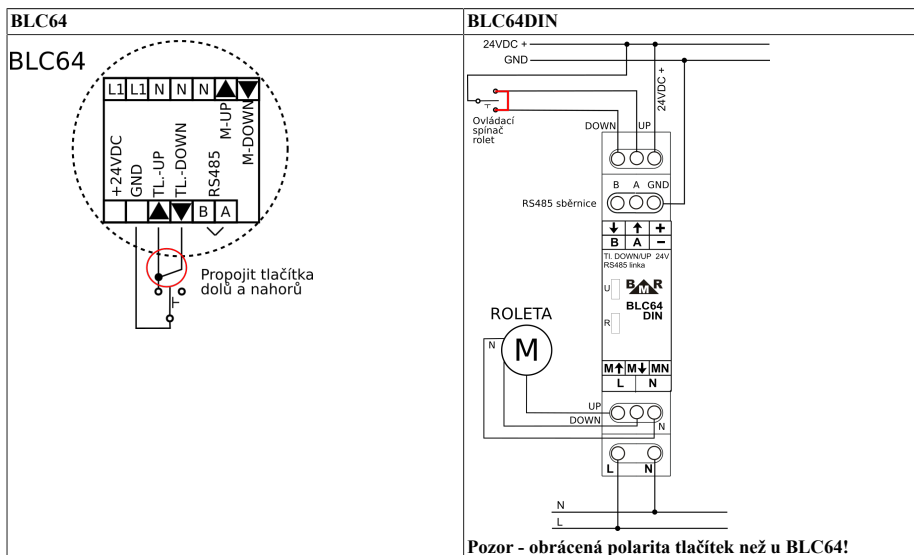 BLC64
BLC64
L1 L1 N N N ▲ ▼
M-UP
M-DOWN
+24VDC
GND
TL.-UP
TL.-DOWN
RS485
▲ ▼ B A
Propojit tlačítka
dolů a nahorů
BLC64DIN
24VDC +
GND
24VDC +
Ovládací
spínač
rolet
DOWN UP
B A GND
RS485 sběrnice
↓ ↑ +
B A −
Tl. DOWN/UP 24V
RS485 linka
U
BMR
BLC64
DIN
R
ROLETA
N
M
M↑ M↓ MN
L N
UP
DOWN
N
L N
N
L
Pozor - obrácená polarita tlačítek než u BLC64!